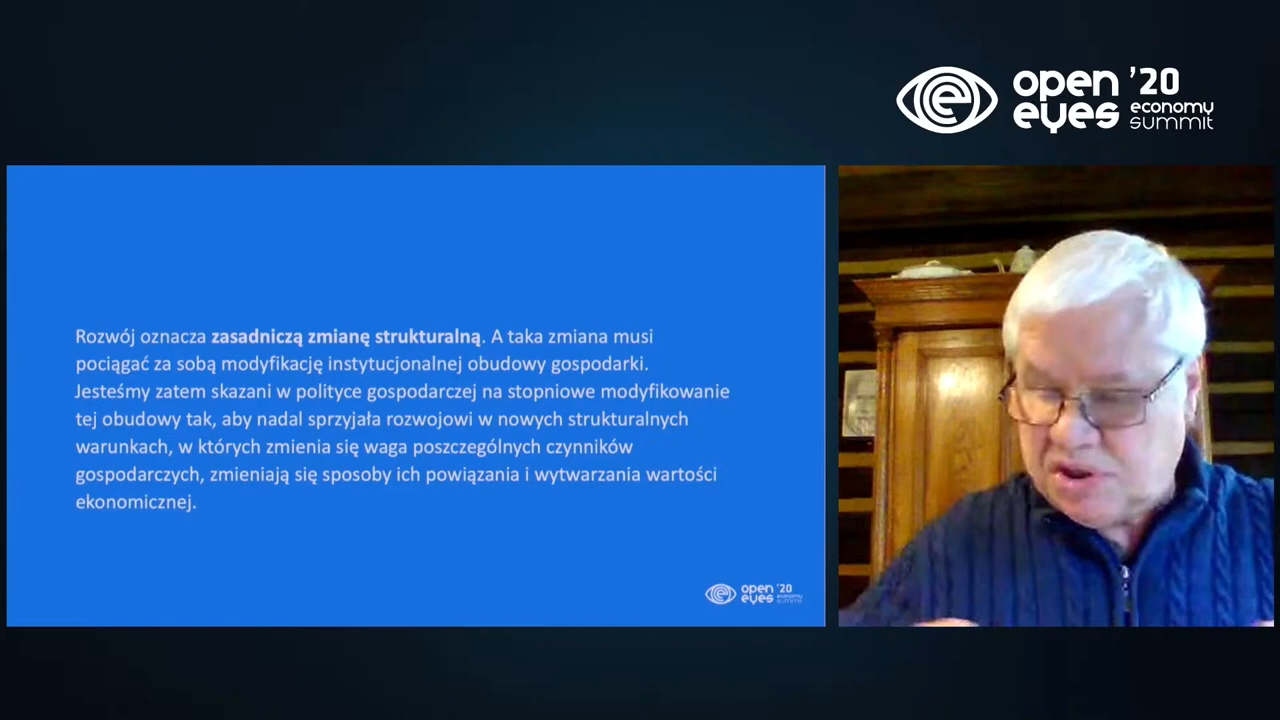 open '20
eyes economy
summit
Rozwój oznacza zasadniczą zmianę strukturalną. A taka zmiana musi
pociągać za sobą modyfikację instytucjonalnej obudowy gospodarki.
Jesteśmy zatem skazani w polityce gospodarczej na stopniowe modyfikowanie
tej obudowy tak, aby nadal sprzyjała rozwojowi w nowych strukturalnych
warunkach, w których zmienia się waga poszczególnych czynników
gospodarczych, zmieniają się sposoby ich powiązania i wytwarzania wartości
ekonomicznej.
open '20
eyes economy
summit